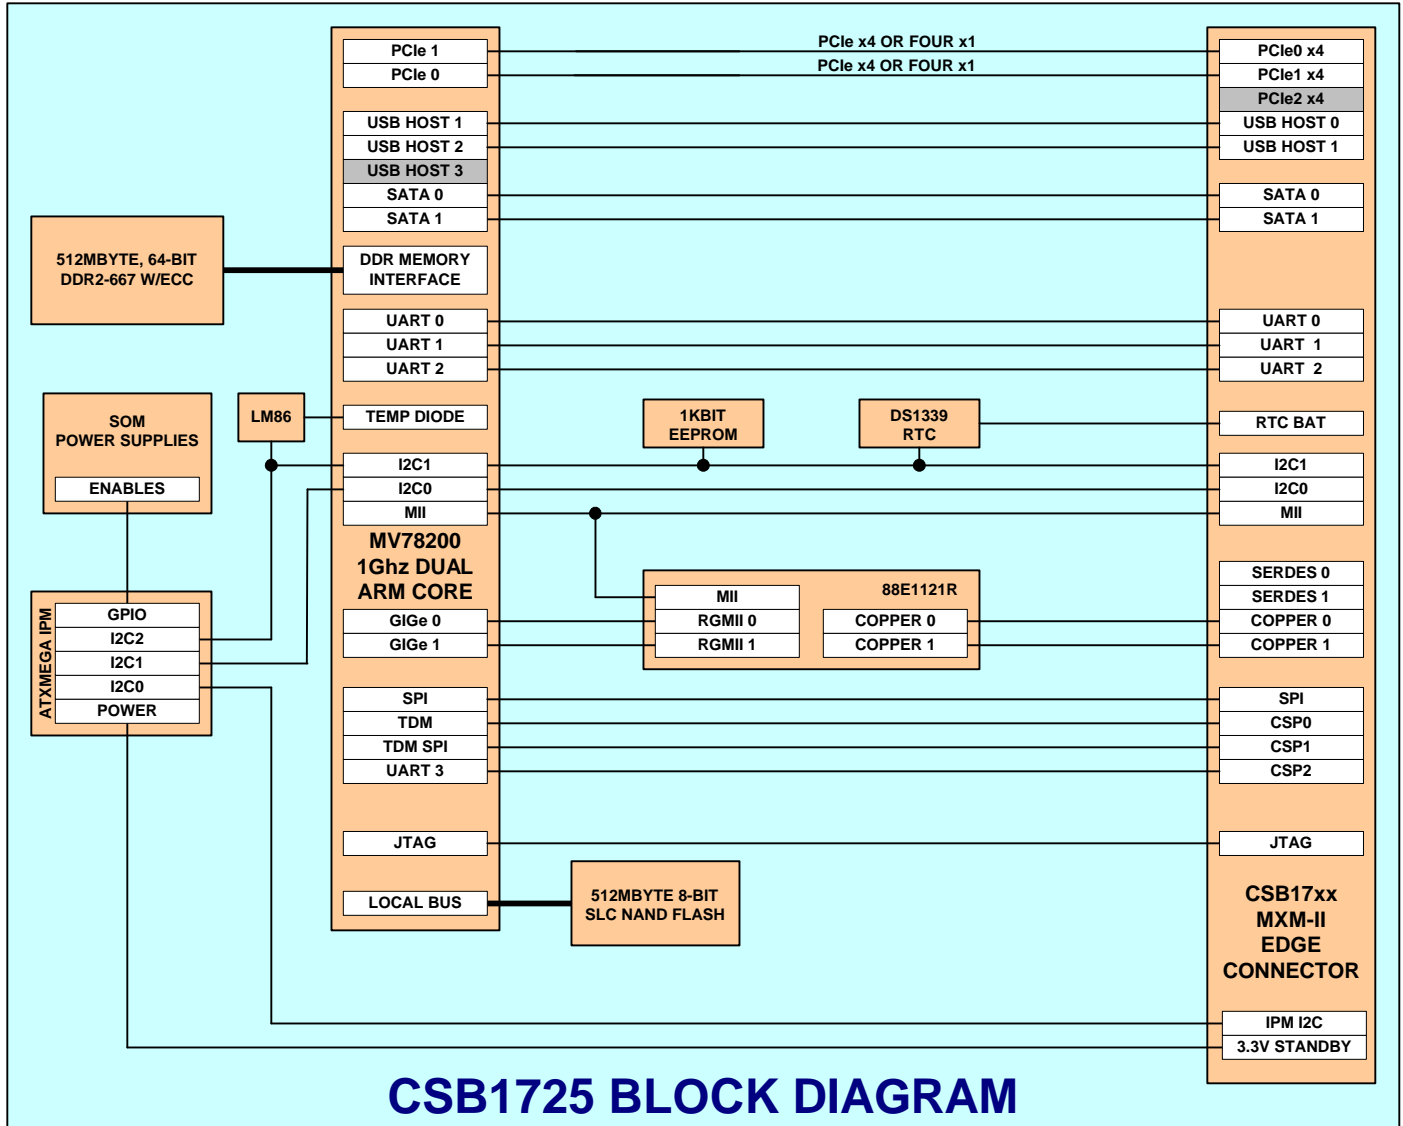 PCIe x4 OR FOUR x1
PCIe x4 OR FOUR x1
PCIe 1
PCIe 0
USB HOST 1
USB HOST 2
USB HOST 3
SATA 0
SATA 1
DDR MEMORY
INTERFACE
UART 0
UART 1
UART 2
TEMP DIODE
I2C1
I2C0
MII
MV78200
1Ghz DUAL
ARM CORE
GIGe 0
GIGe 1
SPI
TDM
TDM SPI
UART 3
JTAG
LOCAL BUS
512MBYTE, 64-BIT
DDR2-667 W/ECC
SOM
POWER SUPPLIES
ENABLES
LM86
ATXMEGA IPM
GPIO
I2C2
I2C1
I2C0
POWER
1KBIT
EEPROM
DS1339
RTC
88E1121R
MII
RGMII 0
RGMII 1
COPPER 0
COPPER 1
512MBYTE 8-BIT
SLC NAND FLASH
PCIe0 x4
PCIe1 x4
PCIe2 x4
USB HOST 0
USB HOST 1
SATA 0
SATA 1
UART 0
UART 1
UART 2
RTC BAT
I2C1
I2C0
MII
SERDES 0
SERDES 1
COPPER 0
COPPER 1
SPI
CSP0
CSP1
CSP2
JTAG
CSB17xx
MXM-II
EDGE
CONNECTOR
IPM I2C
3.3V STANDBY
CSB1725 BLOCK DIAGRAM